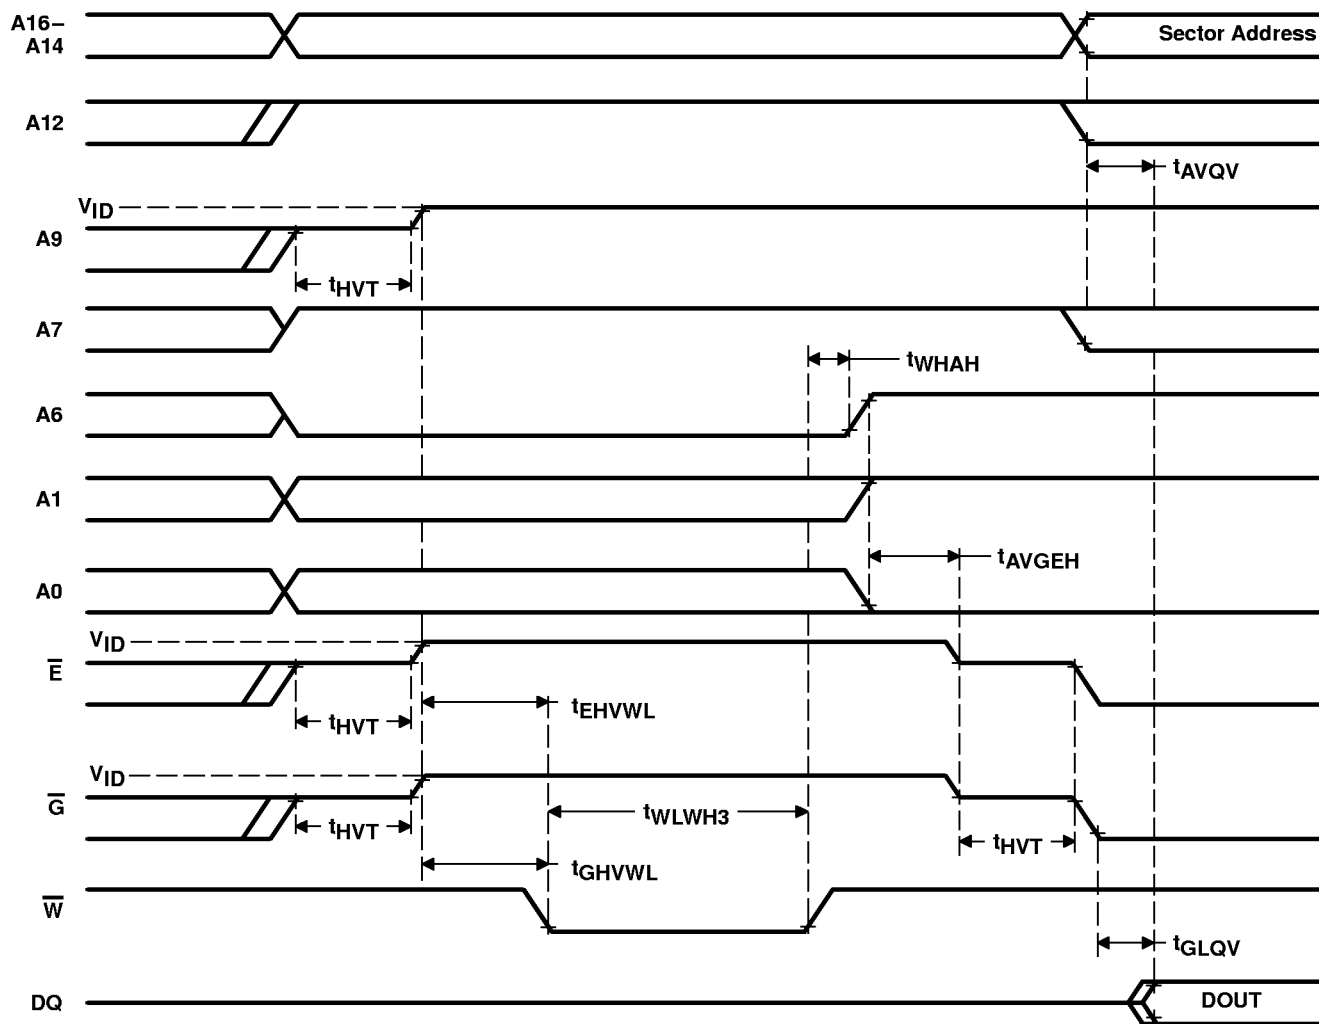 A16–
A14
Sector Address
A12
tAVQV
VID
A9
tHVT
A7
tWHAH
A6
A1
tAVGEH
A0
VID
E̅
tEHVWL
tHVT
VID
G̅
tWLWH3
tHVT
tHVT
tGHVWL
W̅
tGLQV
DQ
DOUT